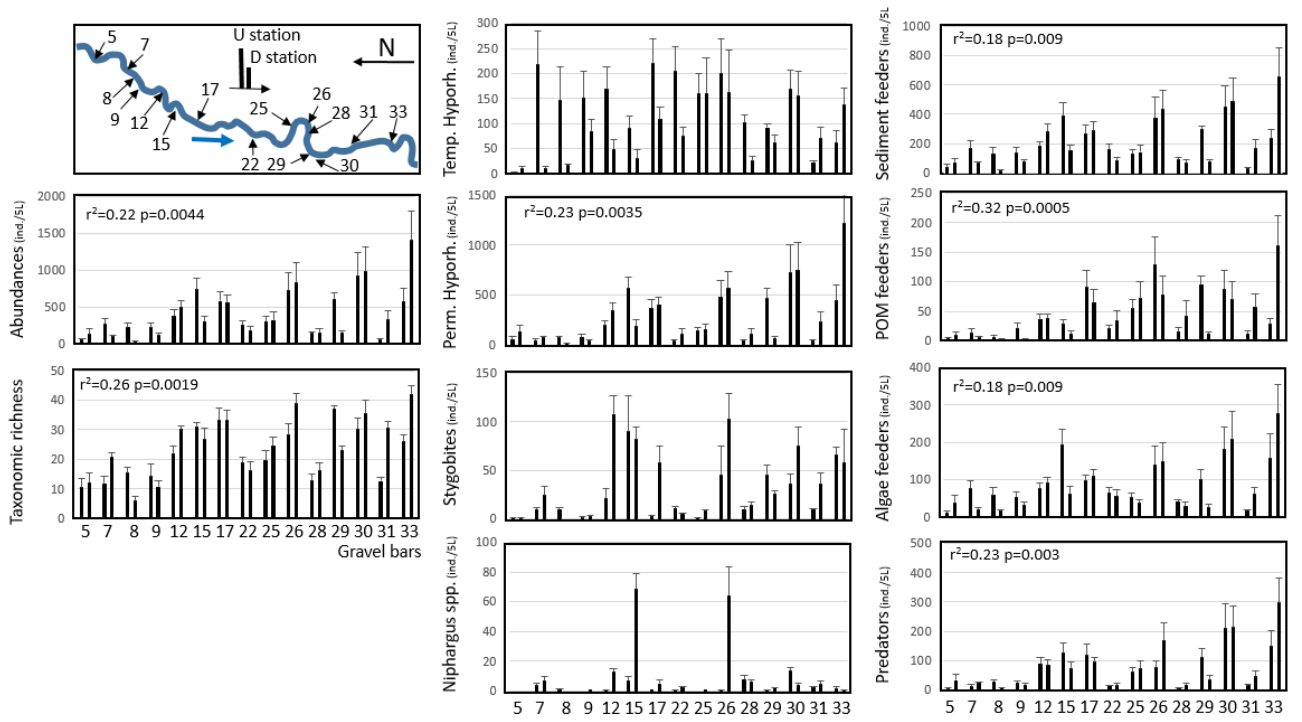 U station
D station
N
5
7
8
9
12
15
17
22
25
26
28
29
30
31
33
Abundances (ind./5L)
2000
1500
1000
500
0
r²=0.22 p=0.0044
Taxonomic richness
50
40
30
20
10
0
r²=0.26 p=0.0019
5 7 8 9 12 15 17 22 25 26 28 29 30 31 33
Gravel bars
Temp. Hyporh. (ind./5L)
300
250
200
150
100
50
0
Perm. Hyporh. (ind./5L)
1500
1000
500
0
r²=0.23 p=0.0035
Stygobites (ind./5L)
150
100
50
0
Niphargus spp. (ind./5L)
100
80
60
40
20
0
5 7 8 9 12 15 17 22 25 26 28 29 30 31 33
Sediment feeders (ind./5L)
1000
800
600
400
200
0
r²=0.18 p=0.009
POM feeders (ind./5L)
250
200
150
100
50
0
r²=0.32 p=0.0005
Algae feeders (ind./5L)
400
300
200
100
0
r²=0.18 p=0.009
Predators (ind./5L)
500
400
300
200
100
0
r²=0.23 p=0.003
5 7 8 9 12 15 17 22 25 26 28 29 30 31 33